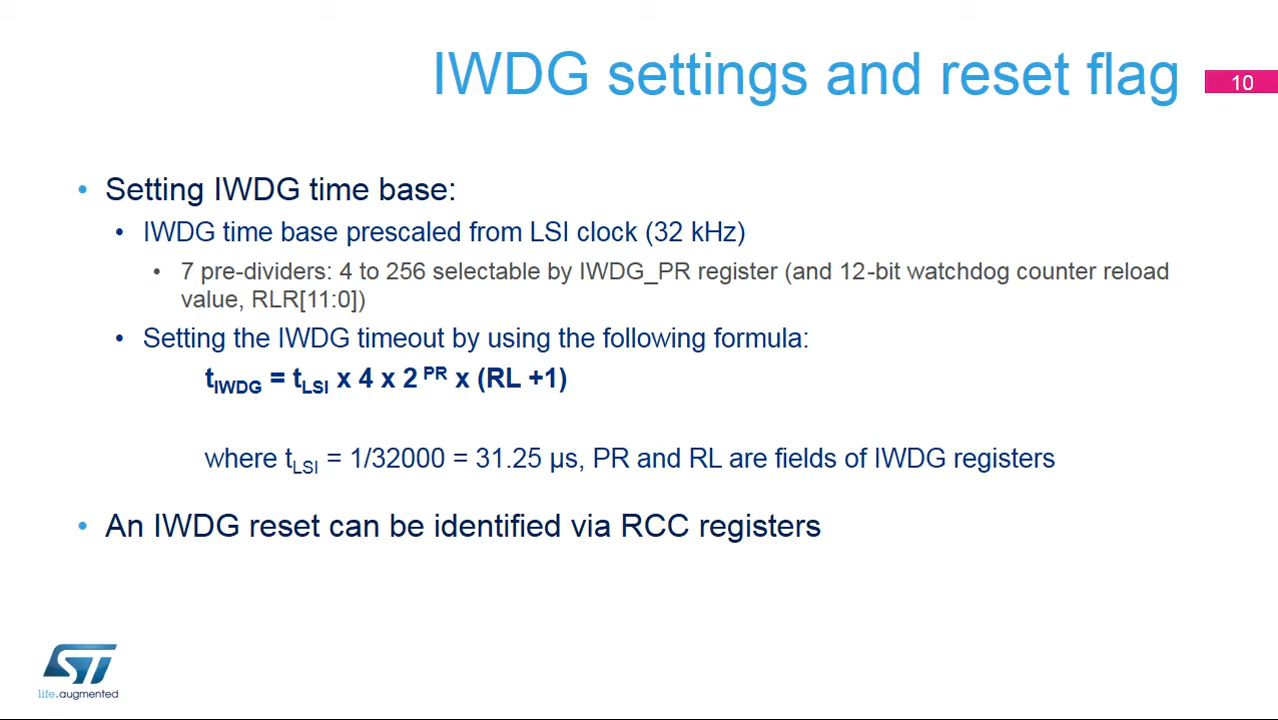 IWDG settings and reset flag
10
• Setting IWDG time base:
• IWDG time base prescaled from LSI clock (32 kHz)
• 7 pre-dividers: 4 to 256 selectable by IWDG_PR register (and 12-bit watchdog counter reload
value, RLR[11:0])
• Setting the IWDG timeout by using the following formula:
tIWDG = tLSI x 4 x 2 PR x (RL +1)
where tLSI = 1/32000 = 31.25 µs, PR and RL are fields of IWDG registers
• An IWDG reset can be identified via RCC registers
ST
life.augmented